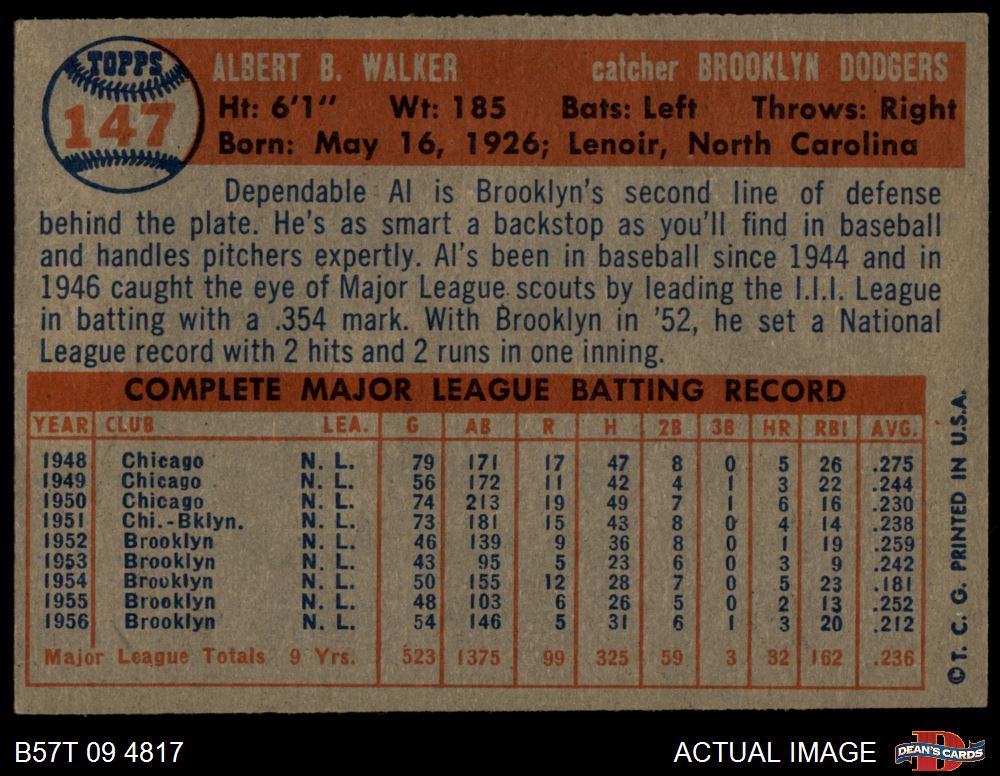 TOPPS
147
ALBERT B. WALKER catcher BROOKLYN DODGERS
Ht: 6'1" Wt: 185 Bats: Left Throws: Right
Born: May 16, 1926; Lenoir, North Carolina
Dependable Al is Brooklyn's second line of defense
behind the plate. He's as smart a backstop as you'll find in baseball
and handles pitchers expertly. Al's been in baseball since 1944 and in
1946 caught the eye of Major League scouts by leading the I.I.I. League
in batting with a .354 mark. With Brooklyn in '52, he set a National
League record with 2 hits and 2 runs in one inning.
COMPLETE MAJOR LEAGUE BATTING RECORD
YEAR CLUB LEA. G AB R H 2B 3B HR RBI AVG.
1948 Chicago N. L. 79 171 17 47 8 0 5 26 .275
1949 Chicago N. L. 56 172 11 42 4 1 3 22 .244
1950 Chicago N. L. 74 213 19 49 7 1 6 16 .230
1951 Chi.-Bklyn. N. L. 73 181 15 43 8 0 4 14 .238
1952 Brooklyn N. L. 46 139 9 36 8 0 1 19 .259
1953 Brooklyn N. L. 43 95 5 23 6 0 3 9 .242
1954 Brooklyn N. L. 50 155 12 28 7 0 5 23 .181
1955 Brooklyn N. L. 48 103 6 26 5 0 2 13 .252
1956 Brooklyn N. L. 54 146 5 31 6 1 3 20 .212
Major League Totals 9 Yrs. 523 1375 99 325 59 3 32 162 .236
©T. C. G. PRINTED IN U.S.A.
B57T 09 4817 ACTUAL IMAGE
DEAN'S CARDS